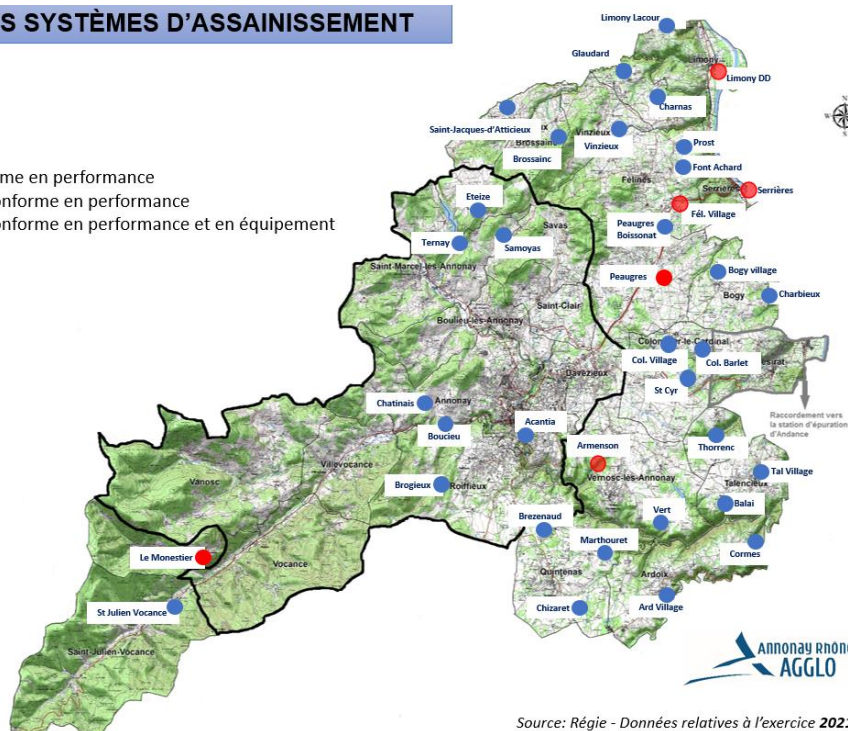 S SYSTÈMES D'ASSAINISSEMENT
me en performance
onforme en performance
onforme en performance et en équipement
Limony Lacour
Glaudard
Limony
Limony DD
Charnas
Saint-Jacques-d'Atticieux
Brossainc
Vinzieux
Vinzieux
Prost
Font Achard
Félines
Serrières
Serrières
Eteize
Fél. Village
Peaugres
Boissonat
Savas
Ternay
Samoyas
Saint-Marcel-lès-Annonay
Peaugres
Bogy village
Bogy
Charbieux
Saint-Clair
Boulieu-lès-Annonay
Col. Village
Col. Barlet
St Cyr
Davézieux
Raccordement vers
la station d'épuration
d'Andance
Chatinais
Annonay
Boucieu
Acantia
Armenson
Thorrenc
Villevocance
Vanosc
Brogieux
Roiffieux
Vernosc-lès-Annonay
Tal Village
Talencieux
Balai
Brezenaud
Vert
Marthouret
Cormes
Le Monestier
Vocance
Quintenas
Ardoix
St Julien Vocance
Chizaret
Ard Village
Saint-Julien-Vocance
ANNONAY RHÔN
AGGLO
Source: Régie - Données relatives à l'exercice 2021